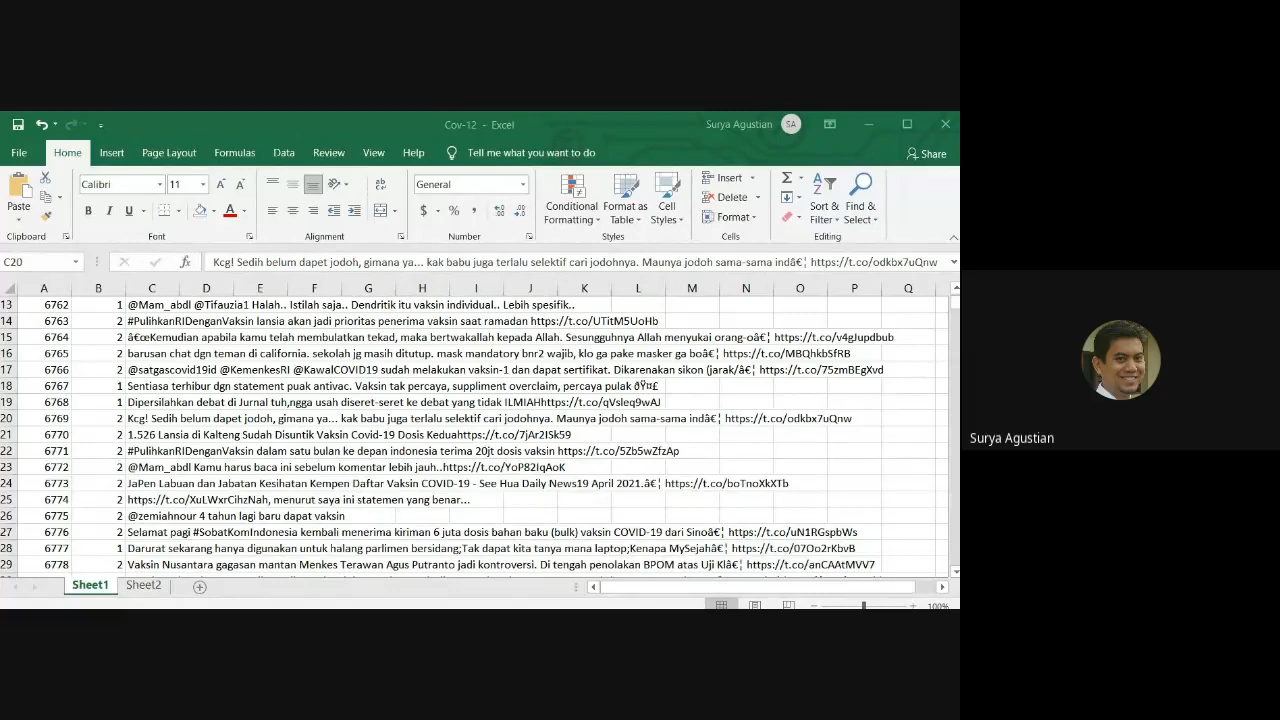 Cov-12 - Excel
Surya Agustian SA
File Home Insert Page Layout Formulas Data Review View Help Tell me what you want to do Share
Paste
Calibri 11
B I U
General
$ % ,
Conditional Formatting
Format as Table
Cell Styles
Insert
Delete
Format
Sort & Filter
Find & Select
Clipboard Font Alignment Number Styles Cells Editing
C20 fx Kcg! Sedih belum dapet jodoh, gimana ya... kak babu juga terlalu selektif cari jodohnya. Maunya jodoh sama-sama indâ€¦ https://t.co/odkbx7uQnw
A B C D E F G H I J K L M N O P Q
13 6762 1 @Mam_abdl @Tifauzia1 Halah.. Istilah saja.. Dendritik itu vaksin individual.. Lebih spesifik..
14 6763 2 #PulihkanRIDenganVaksin lansia akan jadi prioritas penerima vaksin saat ramadan https://t.co/UTitM5UoHb
15 6764 2 â€œKemudian apabila kamu telah membulatkan tekad, maka bertwakallah kepada Allah. Sesungguhnya Allah menyukai orang-oâ€¦ https://t.co/v4gJupdbub
16 6765 2 barusan chat dgn teman di california. sekolah jg masih ditutup. mask mandatory bnr2 wajib, klo ga pake masker ga boâ€¦ https://t.co/MBQhkbSfRB
17 6766 2 @satgascovid19id @KemenkesRI @KawalCOVID19 sudah melakukan vaksin-1 dan dapat sertifikat. Dikarenakan sikon (jarak/â€¦ https://t.co/75zmBEgXvd
18 6767 1 Sentiasa terhibur dgn statement puak antivac. Vaksin tak percaya, suppliment overclaim, percaya pulak ðŸ¤£
19 6768 1 Dipersilahkan debat di Jurnal tuh,ngga usah diseret-seret ke debat yang tidak ILMIAHhttps://t.co/qVsleq9wAJ
20 6769 2 Kcg! Sedih belum dapet jodoh, gimana ya... kak babu juga terlalu selektif cari jodohnya. Maunya jodoh sama-sama indâ€¦ https://t.co/odkbx7uQnw
21 6770 2 1.526 Lansia di Kalteng Sudah Disuntik Vaksin Covid-19 Dosis Keduahttps://t.co/7jAr2ISk59
22 6771 2 #PulihkanRIDenganVaksin dalam satu bulan ke depan indonesia terima 20jt dosis vaksin https://t.co/5Zb5wZfzAp
23 6772 2 @Mam_abdl Kamu harus baca ini sebelum komentar lebih jauh..https://t.co/YoP82IqAoK
24 6773 2 JaPen Labuan dan Jabatan Kesihatan Kempen Daftar Vaksin COVID-19 - See Hua Daily News19 April 2021.â€¦ https://t.co/boTnoXkXTb
25 6774 2 https://t.co/XuLWxrCihzNah, menurut saya ini statemen yang benar...
26 6775 2 @zemiahnour 4 tahun lagi baru dapat vaksin
27 6776 2 Selamat pagi #SobatKomIndonesia kembali menerima kiriman 6 juta dosis bahan baku (bulk) vaksin COVID-19 dari Sinoâ€¦ https://t.co/uN1RGspbWs
28 6777 1 Darurat sekarang hanya digunakan untuk halang parlimen bersidang;Tak dapat kita tanya mana laptop;Kenapa MySejahâ€¦ https://t.co/07Oo2rKbvB
29 6778 2 Vaksin Nusantara gagasan mantan Menkes Terawan Agus Putranto jadi kontroversi. Di tengah penolakan BPOM atas Uji Klâ€¦ https://t.co/anCAAtMVV7
Sheet1 Sheet2
100%
Surya Agustian